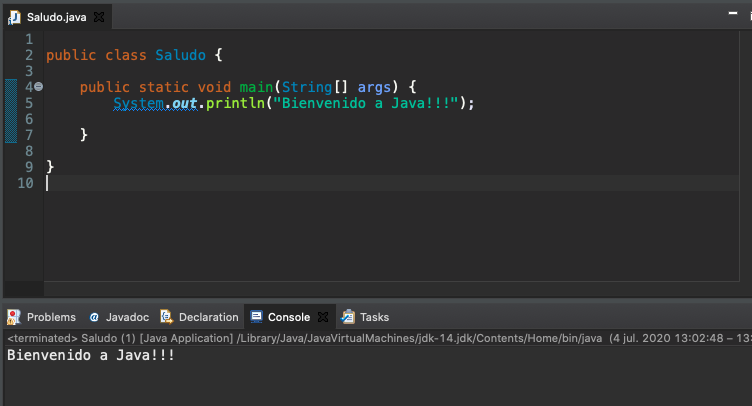 Saludo.java
1
2 public class Saludo {
3
4 public static void main(String[] args) {
5 System.out.println("Bienvenido a Java!!!");
6
7 }
8
9 }
10
Problems @ Javadoc Declaration Console Tasks
<terminated> Saludo (1) [Java Application] /Library/Java/JavaVirtualMachines/jdk-14.jdk/Contents/Home/bin/java (4 jul. 2020 13:02:48 – 13:
Bienvenido a Java!!!